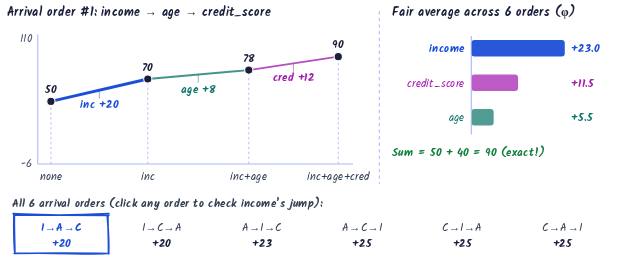 Arrival order #1: income → age → credit_score
110
50
70
78
90
inc +20
age +8
cred +12
-6
none
inc
inc+age
inc+age+cred
Fair average across 6 orders (φ)
income +23.0
credit_score +11.5
age +5.5
Sum = 50 + 40 = 90 (exact!)
All 6 arrival orders (click any order to check income's jump):
I→A→C I→C→A A→I→C A→C→I C→I→A C→A→I
+20 +20 +23 +25 +25 +25